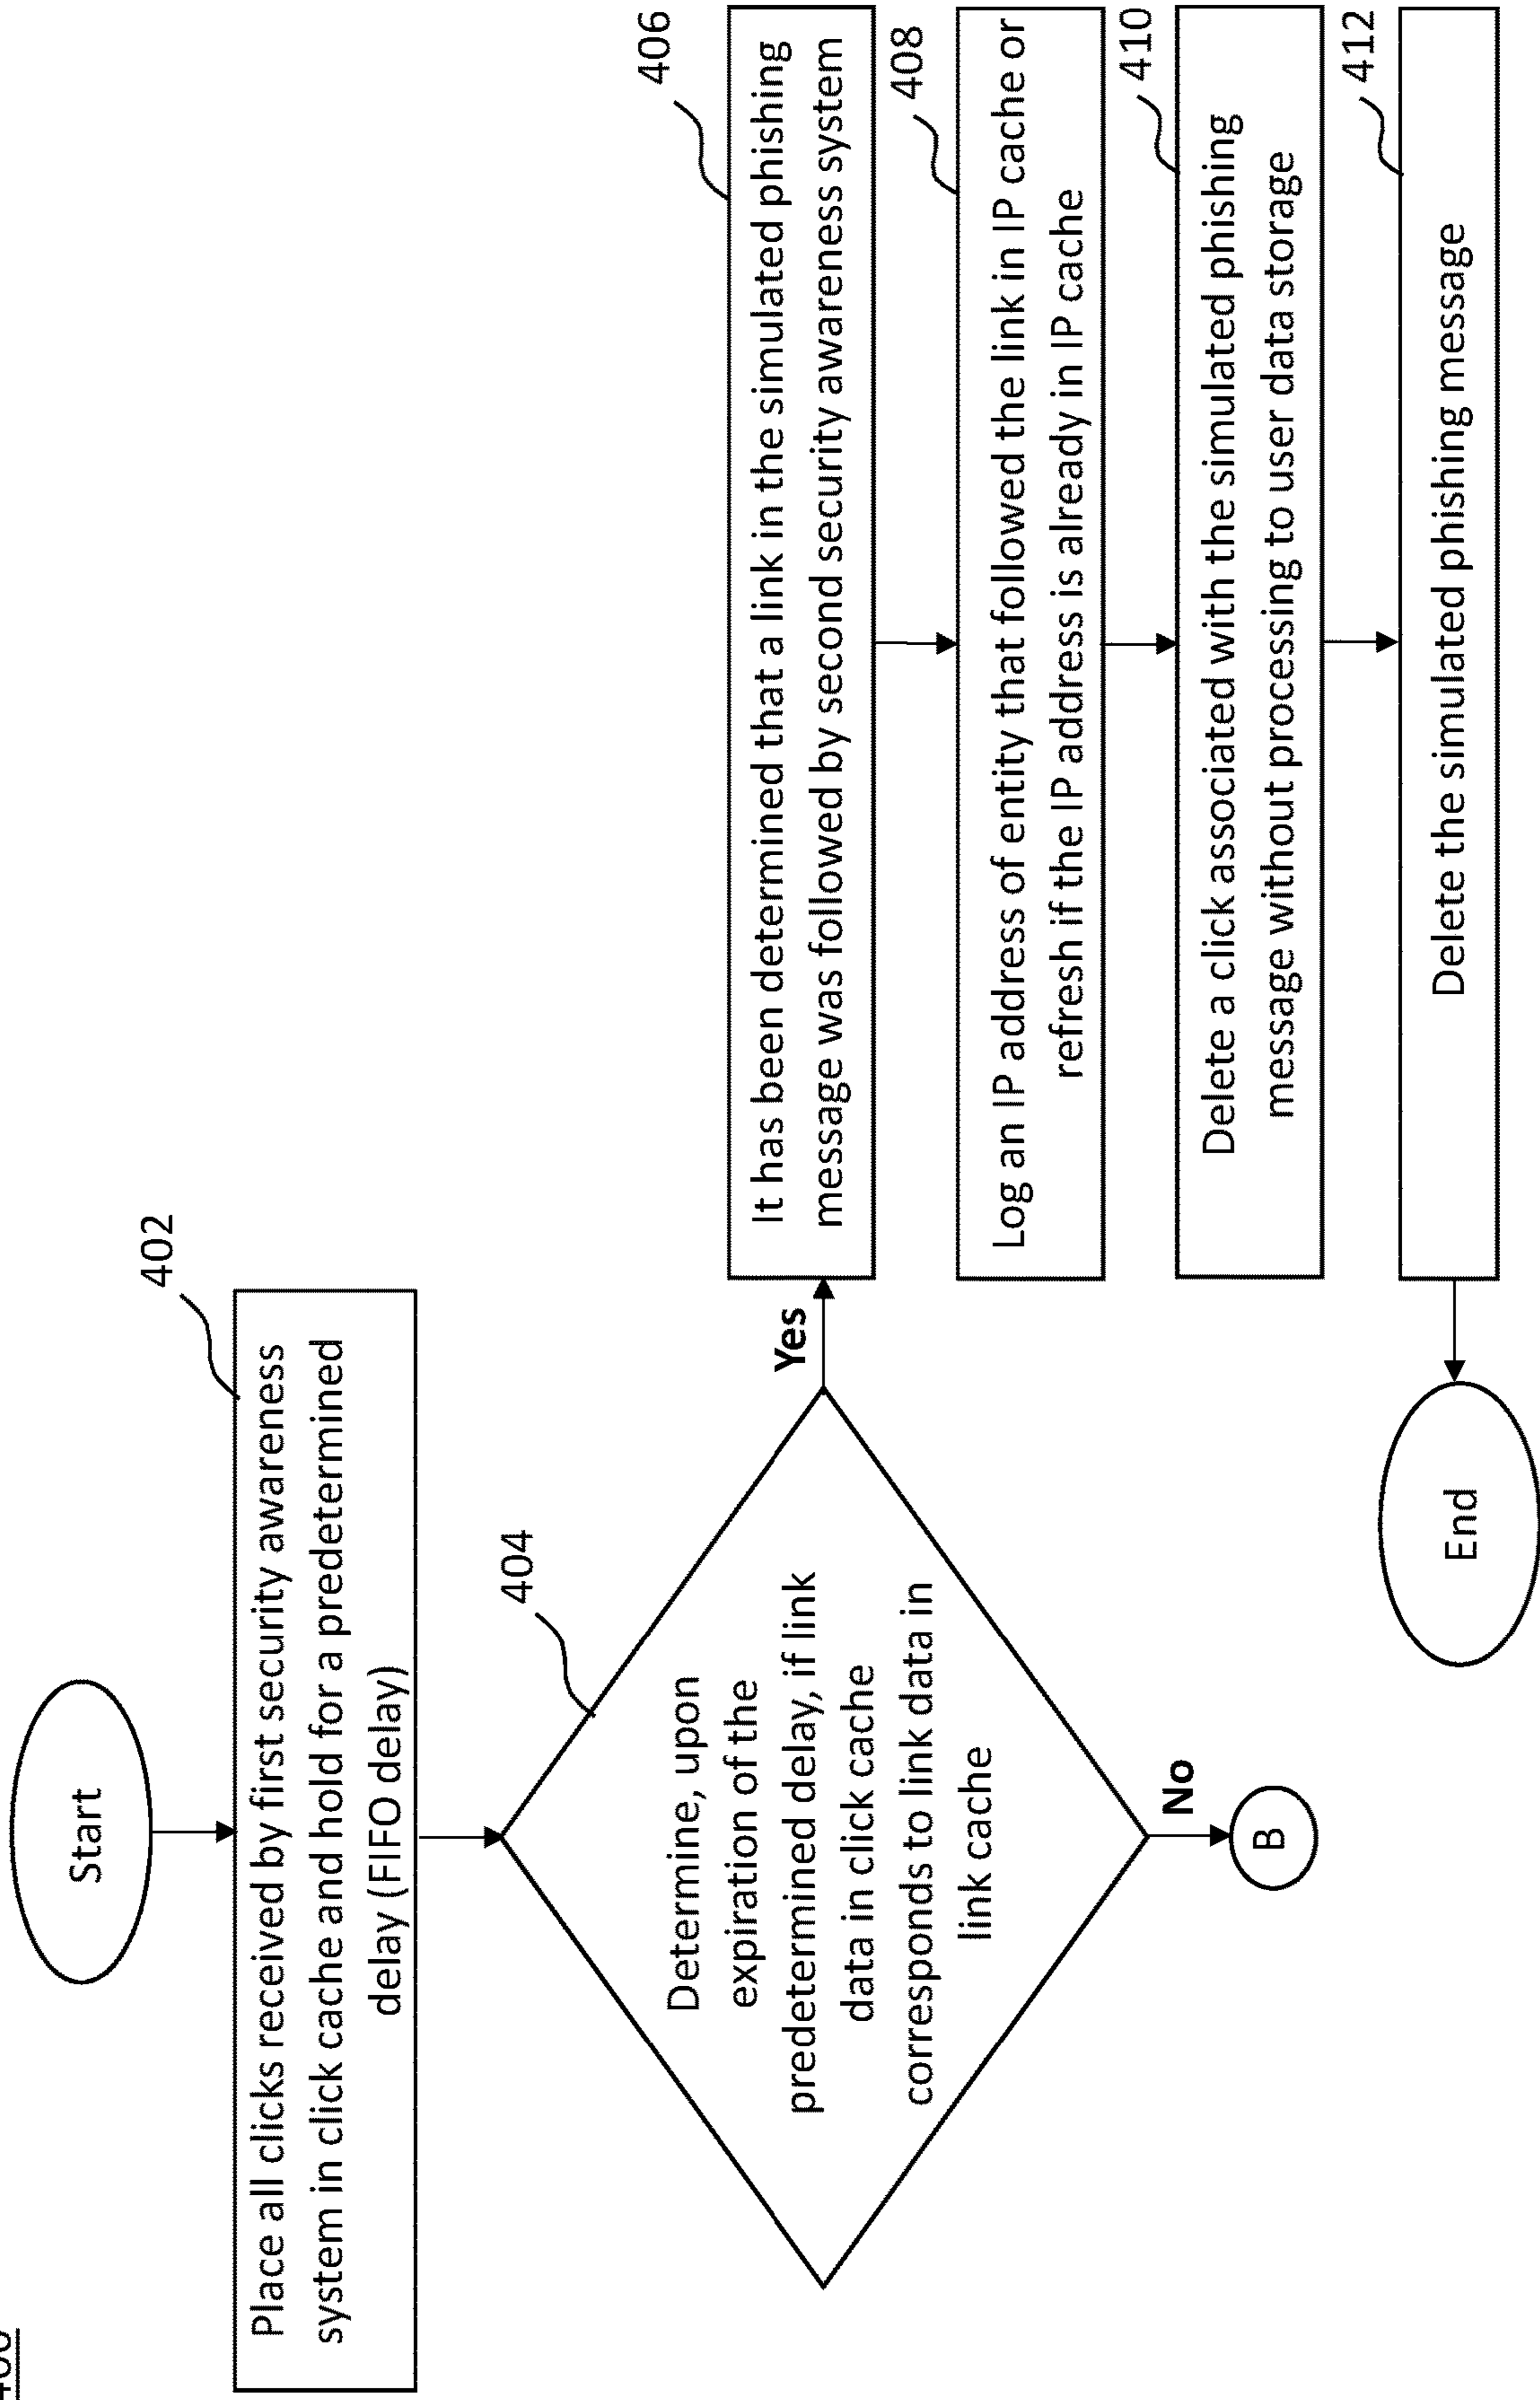 Start
402
Place all clicks received by first security awareness
system in click cache and hold for a predetermined
delay (FIFO delay)
404
Determine, upon
expiration of the
predetermined delay, if link
data in click cache
corresponds to link data in
link cache
Yes
No
B
406
It has been determined that a link in the simulated phishing
message was followed by second security awareness system
408
Log an IP address of entity that followed the link in IP cache or
refresh if the IP address is already in IP cache
410
Delete a click associated with the simulated phishing
message without processing to user data storage
412
Delete the simulated phishing message
End